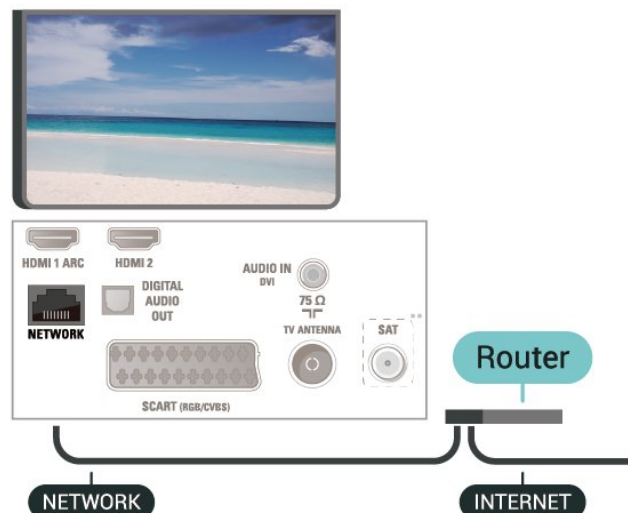 HDMI 1 ARC
HDMI 2
AUDIO IN
DVI
DIGITAL
AUDIO
OUT
75 Ω
NETWORK
TV ANTENNA
SAT
SCART (RGB/CVBS)
Router
NETWORK
INTERNET